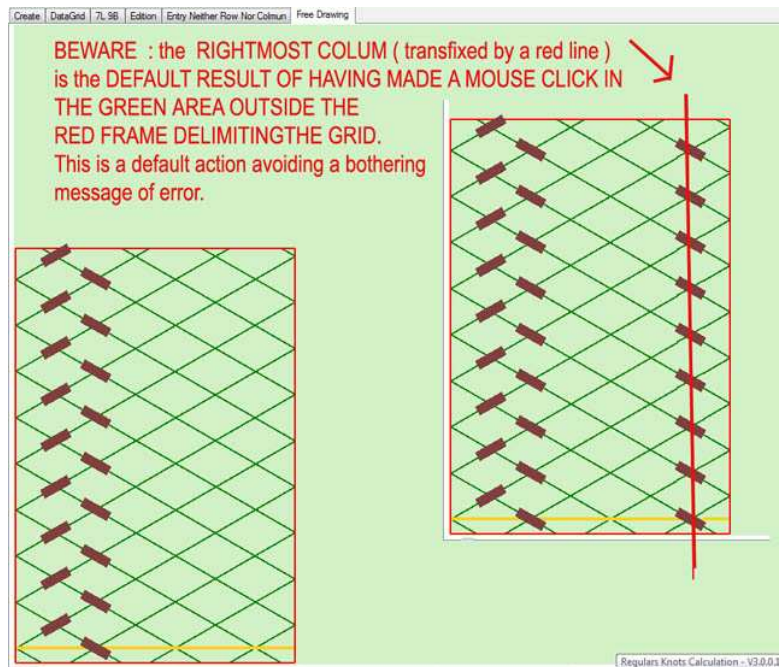 Create DataGrid 7L 9B Edition Entry Neither Row Nor Colmun Free Drawing
BEWARE : the RIGHTMOST COLUM ( transfixed by a red line )
is the DEFAULT RESULT OF HAVING MADE A MOUSE CLICK IN
THE GREEN AREA OUTSIDE THE
RED FRAME DELIMITINGTHE GRID.
This is a default action avoiding a bothering
message of error.
Regulars Knots Calculation - V3.0.0.